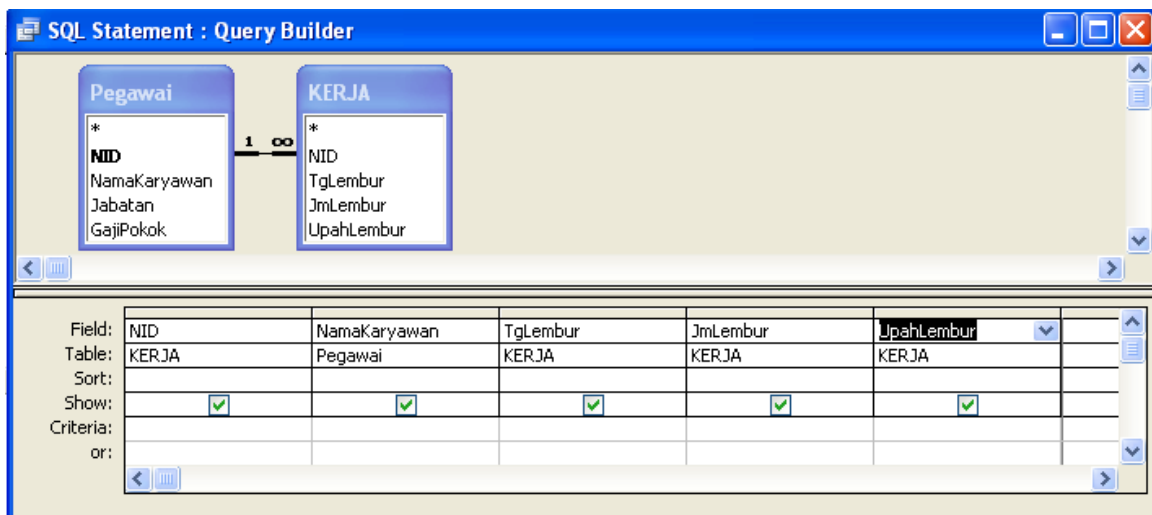 SQL Statement : Query Builder
Pegawai
*
NID
NamaKaryawan
Jabatan
GajiPokok
1 ∞
KERJA
*
NID
TgLembur
JmLembur
UpahLembur
Field: NID NamaKaryawan TgLembur JmLembur UpahLembur
Table: KERJA Pegawai KERJA KERJA KERJA
Sort:
Show:
Criteria:
or: